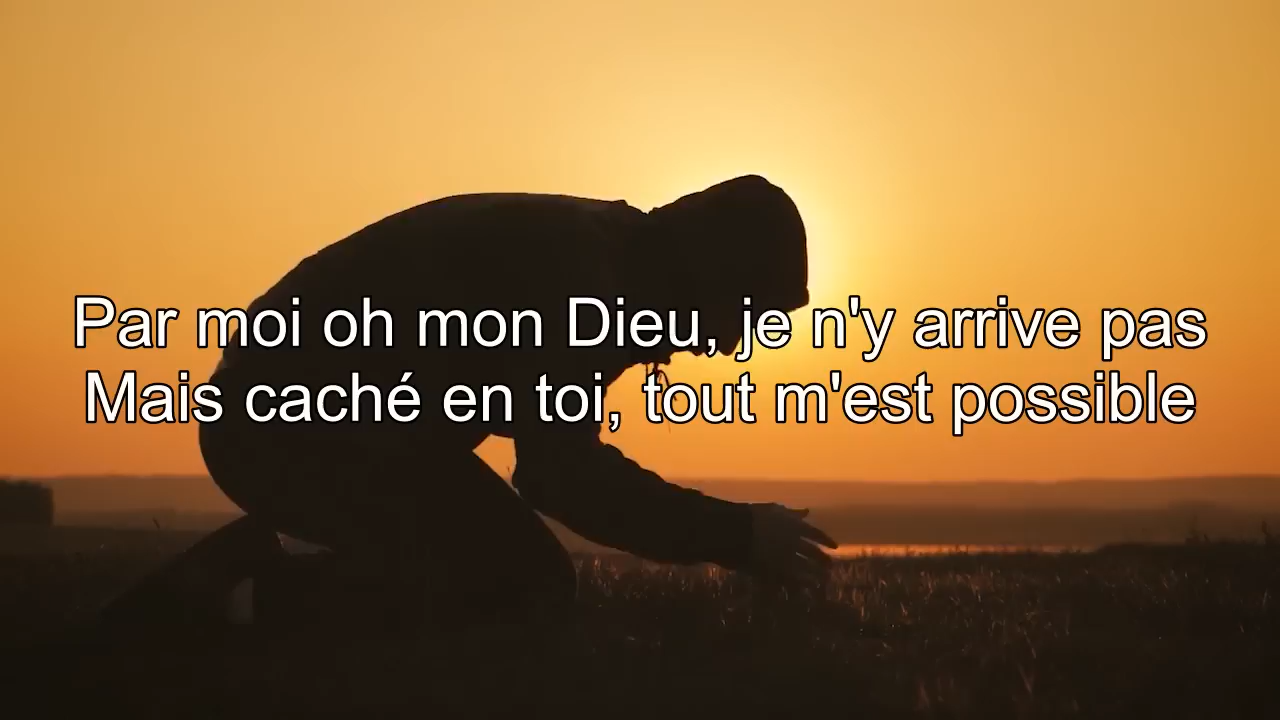 Par moi oh mon Dieu, je n'y arrive pas
Mais caché en toi, tout m'est possible